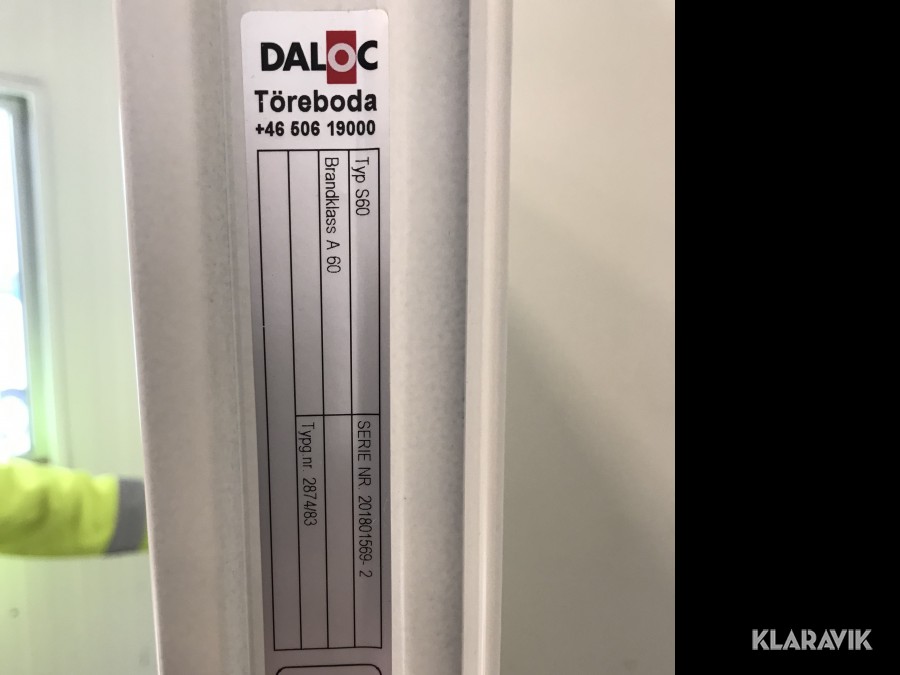 DALOC
Töreboda
+46 506 19000
Typ S60
SERIE NR. 201801569- 2
Brandklass A 60
Typg.nr. 2874/83
KLARAVIK